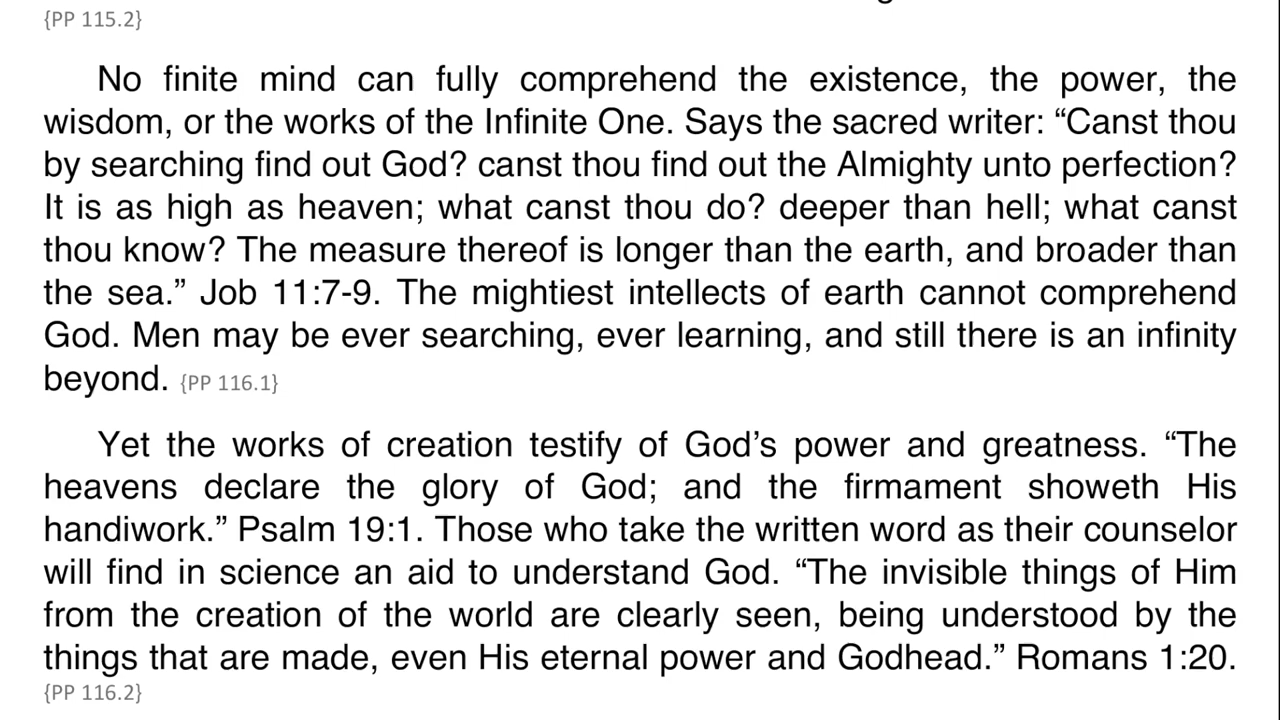 {PP 115.2}
No finite mind can fully comprehend the existence, the power, the
wisdom, or the works of the Infinite One. Says the sacred writer: “Canst thou
by searching find out God? canst thou find out the Almighty unto perfection?
It is as high as heaven; what canst thou do? deeper than hell; what canst
thou know? The measure thereof is longer than the earth, and broader than
the sea.” Job 11:7-9. The mightiest intellects of earth cannot comprehend
God. Men may be ever searching, ever learning, and still there is an infinity
beyond. {PP 116.1}
Yet the works of creation testify of God’s power and greatness. “The
heavens declare the glory of God; and the firmament showeth His
handiwork.” Psalm 19:1. Those who take the written word as their counselor
will find in science an aid to understand God. “The invisible things of Him
from the creation of the world are clearly seen, being understood by the
things that are made, even His eternal power and Godhead.” Romans 1:20.
{PP 116.2}